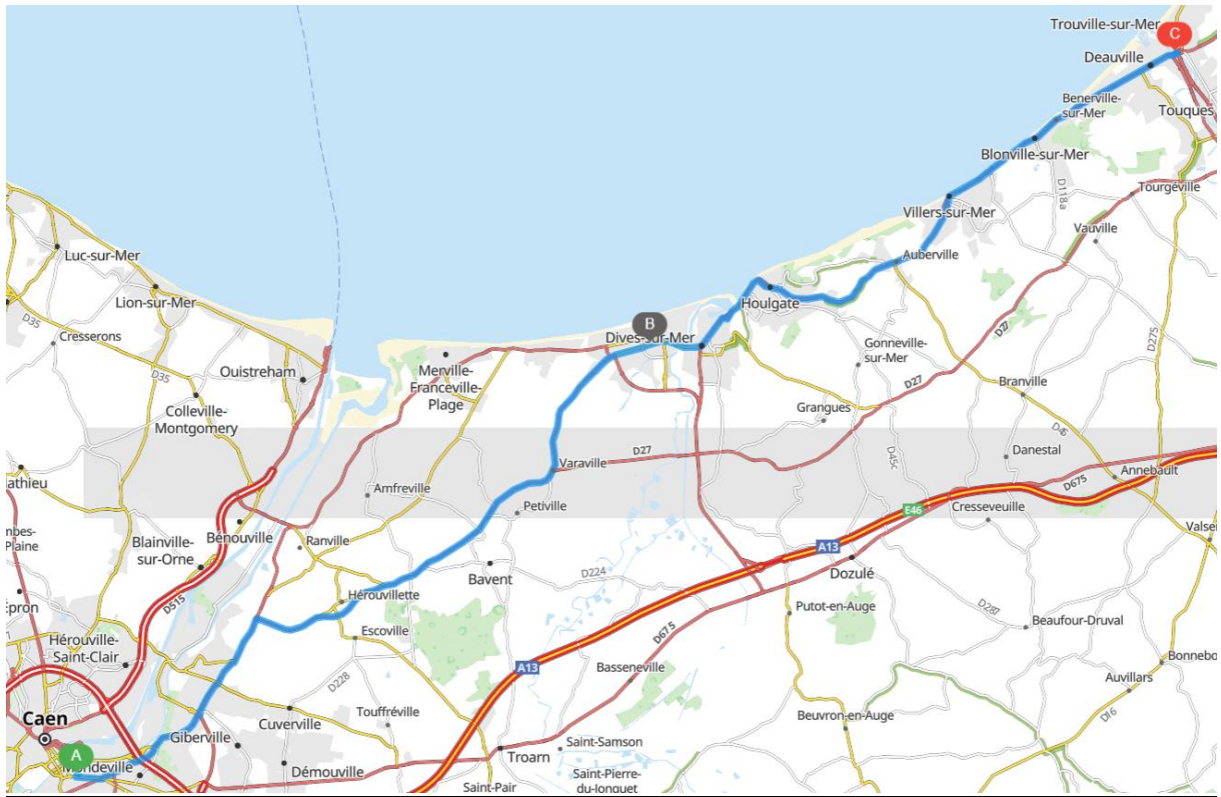 Trouville-sur-Mer
C
Deauville
Benerville-
sur-Mer
Touques
Blonville-sur-Mer
D118a
Tourgéville
Villers-sur-Mer
Vauville
Luc-sur-Mer
Auberville
Lion-sur-Mer
Houlgate
D35
B
D27
D275
Cresserons
Dives-sur-Mer
Gonneville-
sur-Mer
D35
Ouistreham
Merville-
Franceville-
Plage
D27
Branville
Colleville-
Montgomery
Grangues
D45
D27
D45c
Danestal
Varaville
Annebault
D675
Amfreville
Petiville
E46
Cresseveuille
Bénouville
Ranville
A13
Blainville-
sur-Orne
Bavent
D224
Dozulé
D515
Hérouvillette
Putot-en-Auge
D287
Beaufour-Druval
Escoville
D675
Hérouville-
Saint-Clair
A13
Basseneville
D228
Auvillars
Caen
Cuverville
Touffréville
Beuvron-en-Auge
D16
A
Giberville
Saint-Samson
Mondeville
Démouville
Troarn
Saint-Pair
Saint-Pierre-
du-Jonquet